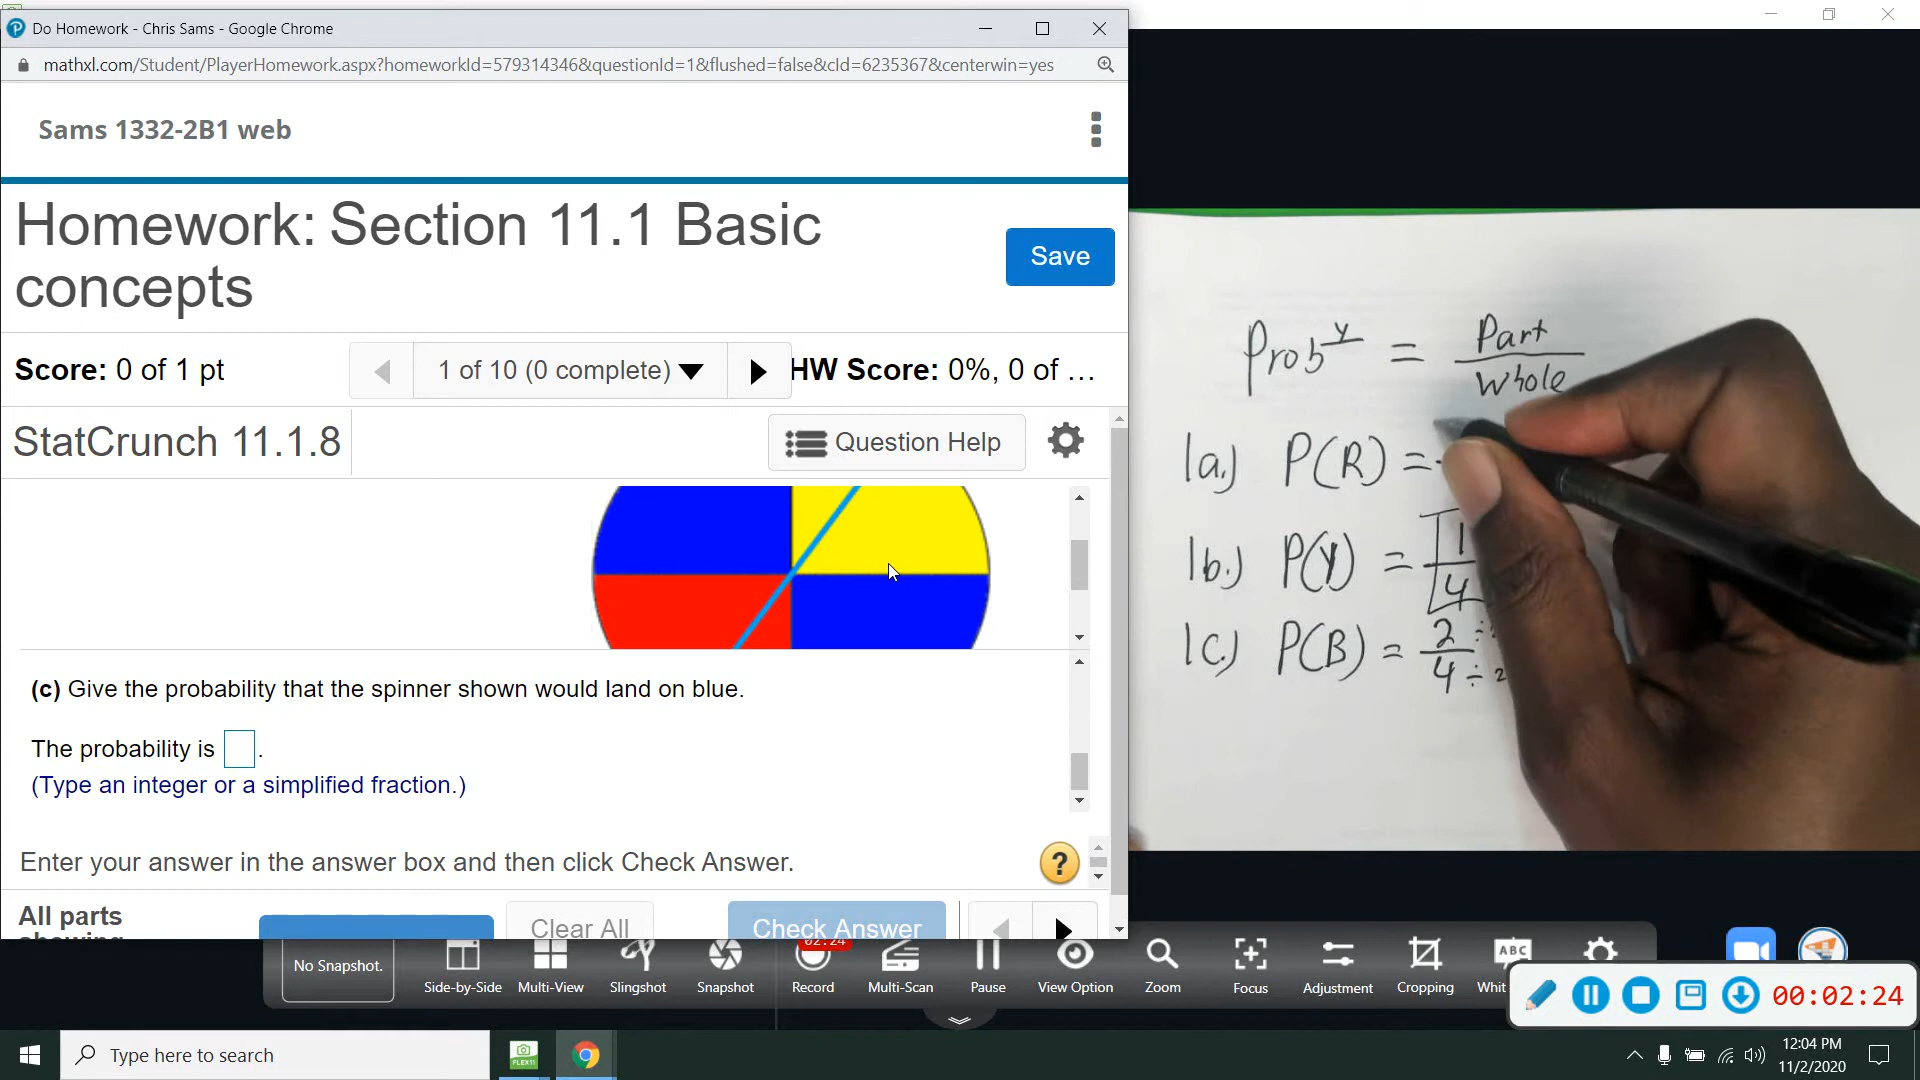 Do Homework - Chris Sams - Google Chrome
mathxl.com/Student/PlayerHomework.aspx?homeworkId=579314346&questionId=1&flushed=false&cId=6235367&centerwin=yes
Sams 1332-2B1 web
Homework: Section 11.1 Basic
concepts
Save
Score: 0 of 1 pt
1 of 10 (0 complete)
HW Score: 0%, 0 of ...
StatCrunch 11.1.8
Question Help
(c) Give the probability that the spinner shown would land on blue.
The probability is .
(Type an integer or a simplified fraction.)
Enter your answer in the answer box and then click Check Answer.
?
All parts
showing
Clear All
Check Answer
Prob y = Part
Whole
1a.) P(R) =
1b.) P(Y) = 1
4
1c.) P(B) = 2 ÷
4 ÷ 2
No Snapshot.
Side-by-Side
Multi-View
Slingshot
Snapshot
02:24
Record
Multi-Scan
Pause
View Option
Zoom
Focus
Adjustment
Cropping
ABC
Whit
00:02:24
Type here to search
FLEX11
12:04 PM
11/2/2020